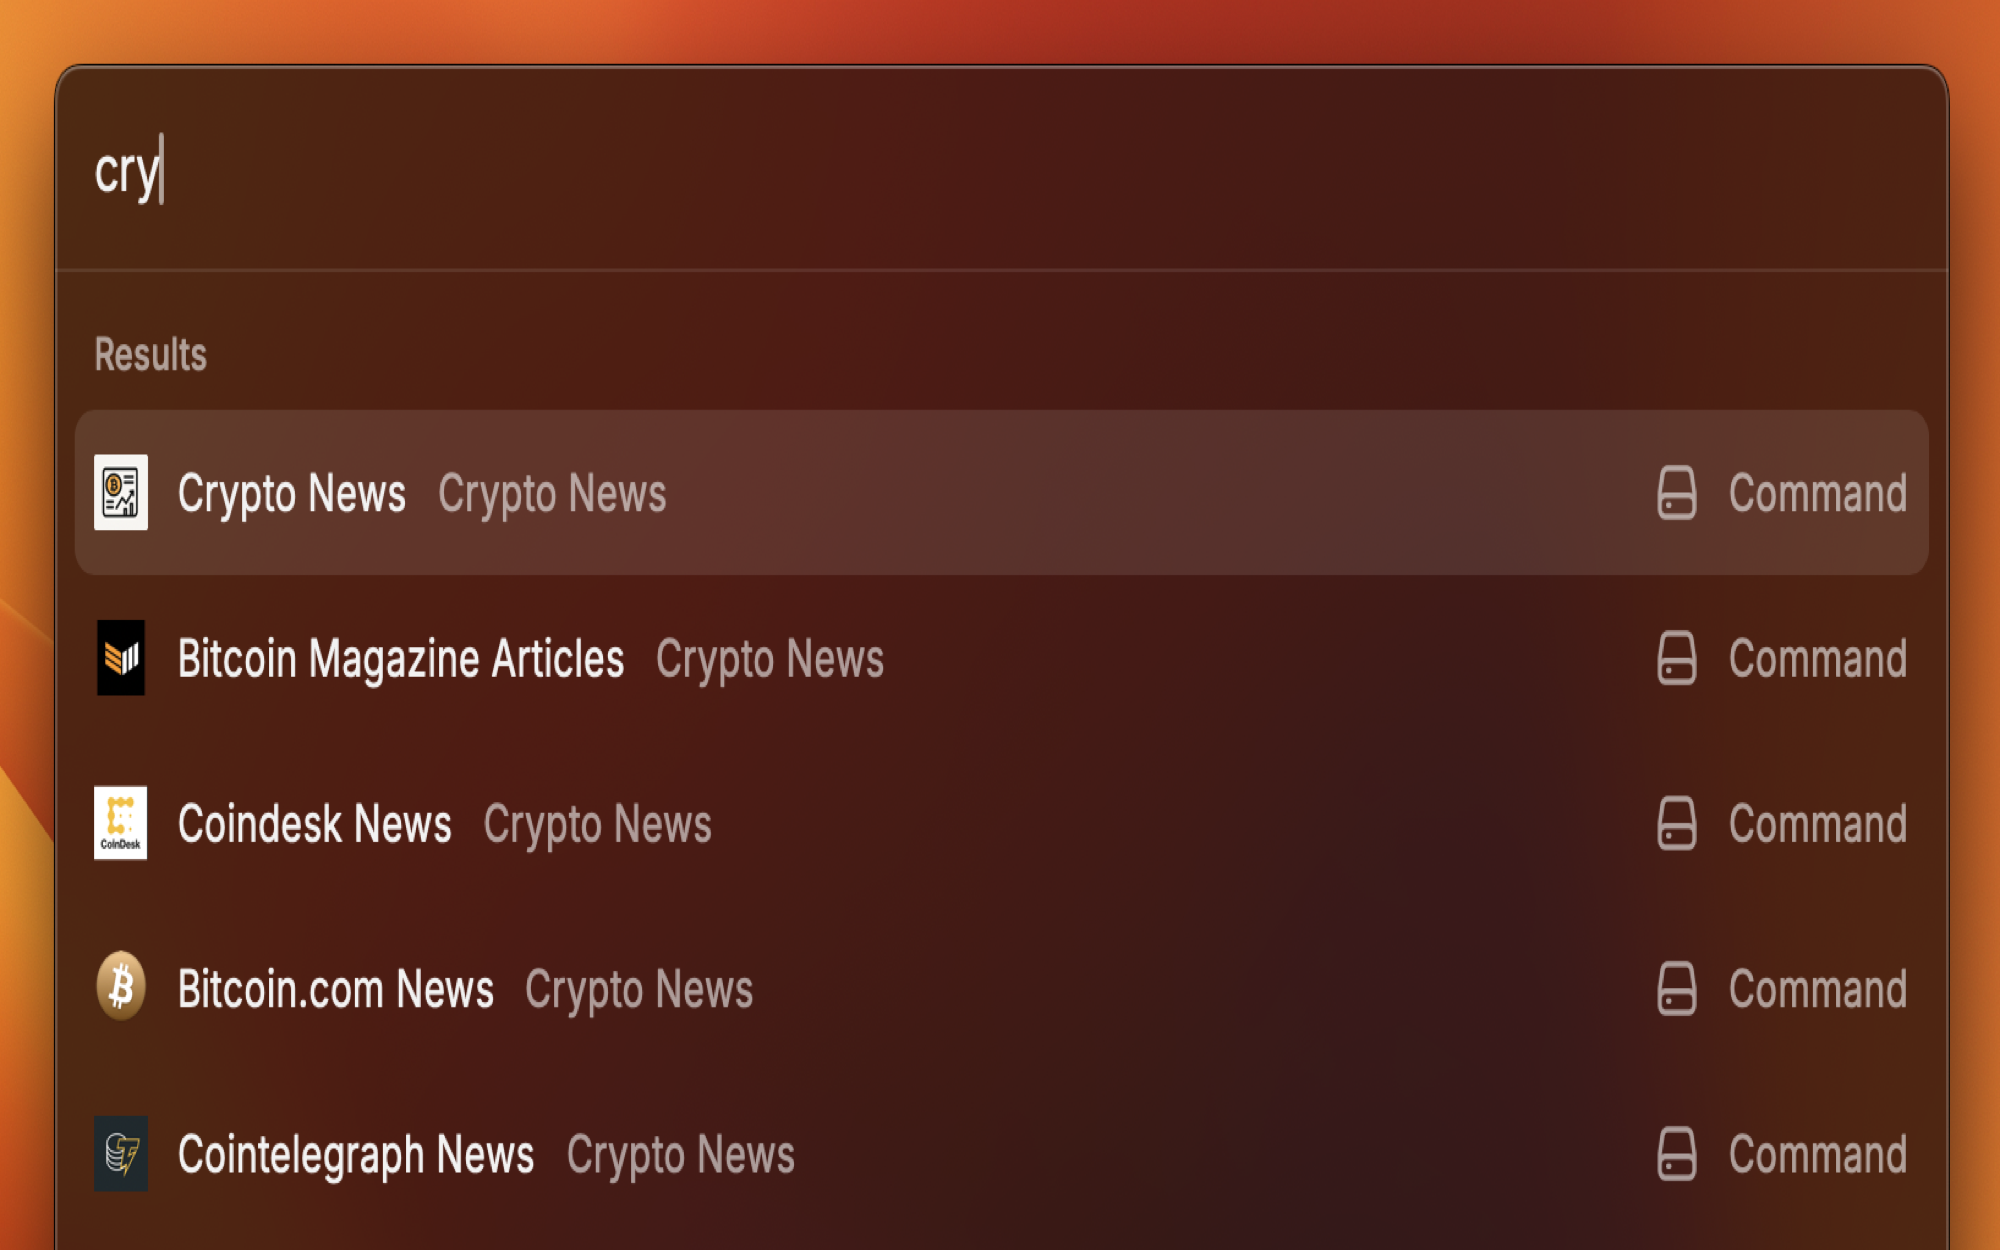 cry
Results
Crypto News Crypto News Command
Bitcoin Magazine Articles Crypto News Command
CoinDesk
Coindesk News Crypto News Command
Bitcoin.com News Crypto News Command
Cointelegraph News Crypto News Command